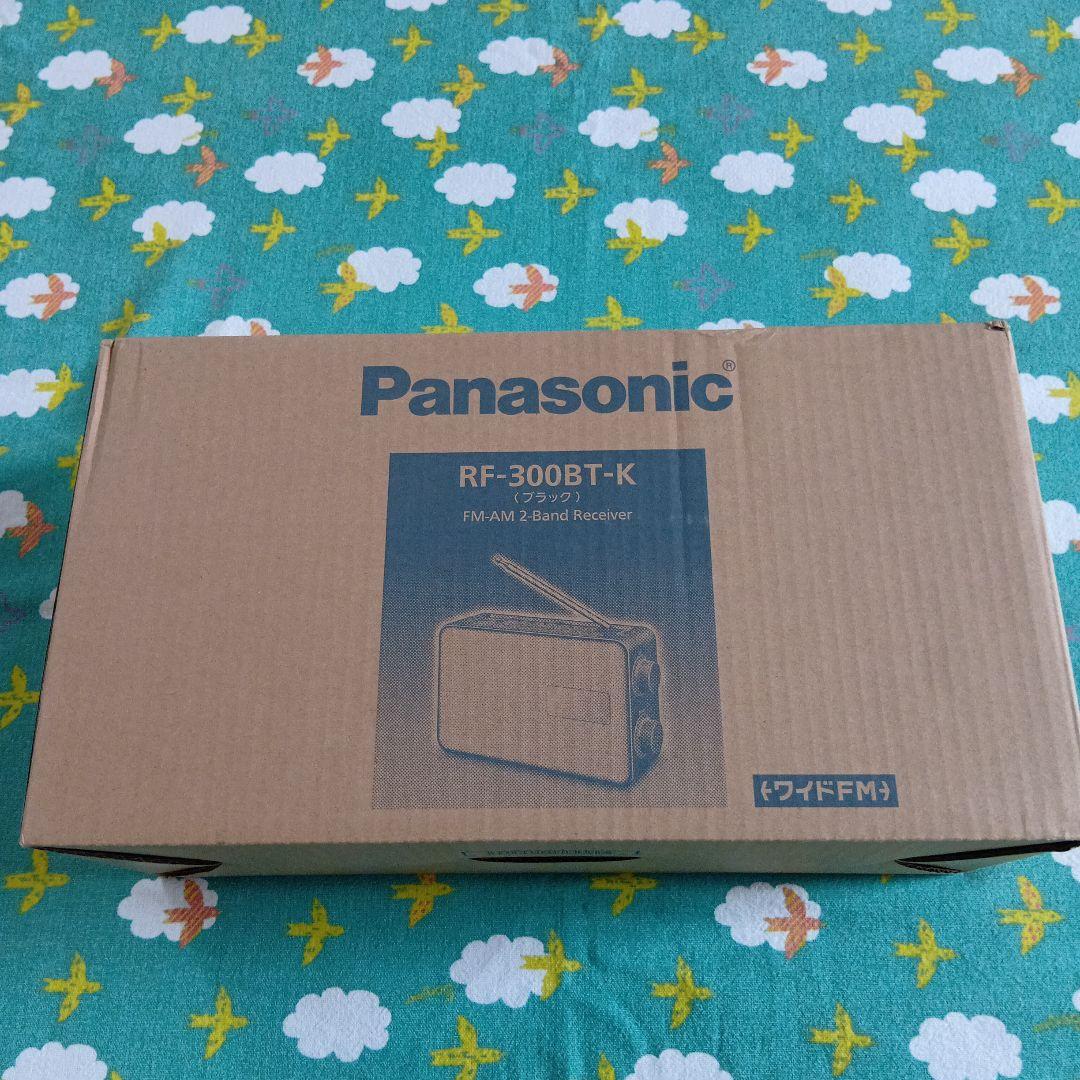 Panasonic®
RF-300BT-K
(ブラック)
FM-AM 2-Band Receiver
ワイドFM